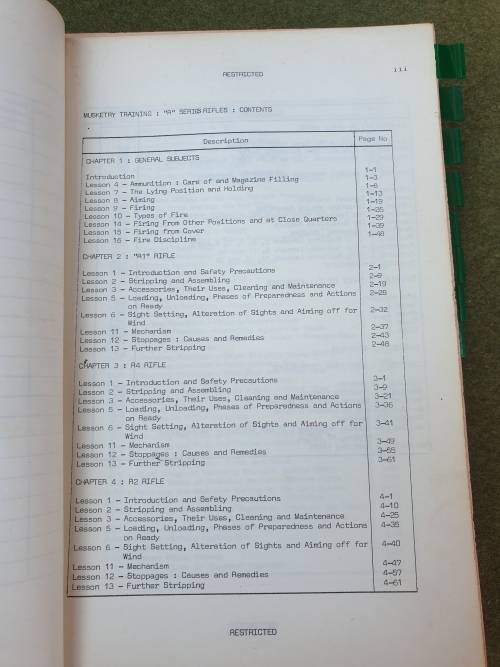 RESTRICTED
iii
MUSKETRY TRAINING : "R" SERIES RIFLES : CONTENTS
Description Page No
CHAPTER 1 : GENERAL SUBJECTS
Introduction 1-1
Lesson 4 - Ammunition : Care of and Magazine Filling 1-3
Lesson 7 - The Lying Position and Holding 1-6
Lesson 8 - Aiming 1-13
Lesson 9 - Firing 1-19
Lesson 10 - Types of Fire 1-25
Lesson 14 - Firing From Other Positions and at Close Quarters 1-29
Lesson 15 - Firing from Cover 1-39
Lesson 16 - Fire Discipline 1-48
CHAPTER 2 : "R1" RIFLE
Lesson 1 - Introduction and Safety Precautions 2-1
Lesson 2 - Stripping and Assembling 2-9
Lesson 3 - Accessories, Their Uses, Cleaning and Maintenance 2-19
Lesson 5 - Loading, Unloading, Phases of Preparedness and Actions 2-28
on Ready
Lesson 6 - Sight Setting, Alteration of Sights and Aiming off for 2-32
Wind
Lesson 11 - Mechanism 2-37
Lesson 12 - Stoppages : Causes and Remedies 2-43
Lesson 13 - Further Stripping 2-48
CHAPTER 3 : R4 RIFLE
Lesson 1 - Introduction and Safety Precautions 3-1
Lesson 2 - Stripping and Assembling 3-9
Lesson 3 - Accessories, Their Uses, Cleaning and Maintenance 3-21
Lesson 5 - Loading, Unloading, Phases of Preparedness and Actions 3-36
on Ready
Lesson 6 - Sight Setting, Alteration of Sights and Aiming off for 3-41
Wind
Lesson 11 - Mechanism 3-49
Lesson 12 - Stoppages : Causes and Remedies 3-55
Lesson 13 - Further Stripping 3-61
CHAPTER 4 : R2 RIFLE
Lesson 1 - Introduction and Safety Precautions 4-1
Lesson 2 - Stripping and Assembling 4-10
Lesson 3 - Accessories, Their Uses, Cleaning and Maintenance 4-25
Lesson 5 - Loading, Unloading, Phases of Preparedness and Actions 4-35
on Ready
Lesson 6 - Sight Setting, Alteration of Sights and Aiming off for 4-40
Wind
Lesson 11 - Mechanism 4-47
Lesson 12 - Stoppages : Causes and Remedies 4-57
Lesson 13 - Further Stripping 4-61
RESTRICTED